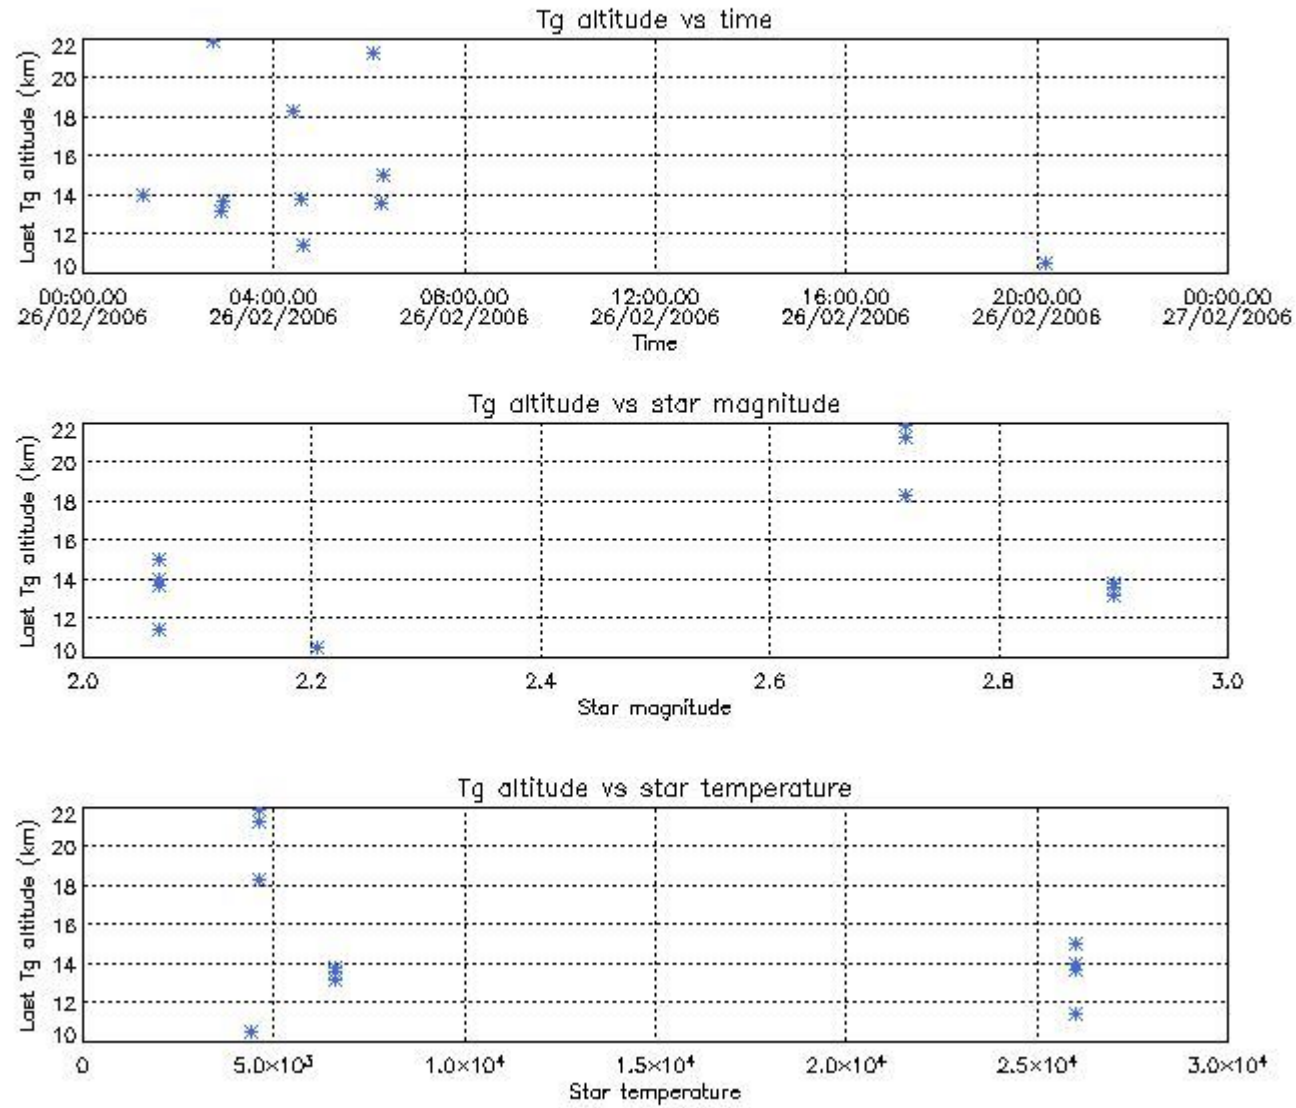 Tg altitude vs time
Last Tg altitude (km)
22
20
18
16
14
12
10
00:00.00 04:00.00 08:00.00 12:00.00 16:00.00 20:00.00 00:00.00
26/02/2006 26/02/2006 26/02/2006 26/02/2006 26/02/2006 26/02/2006 27/02/2006
Time
Tg altitude vs star magnitude
Last Tg altitude (km)
22
20
18
16
14
12
10
2.0 2.2 2.4 2.6 2.8 3.0
Star magnitude
Tg altitude vs star temperature
Last Tg altitude (km)
22
20
18
16
14
12
10
0 5.0×10³ 1.0×10⁴ 1.5×10⁴ 2.0×10⁴ 2.5×10⁴ 3.0×10⁴
Star temperature